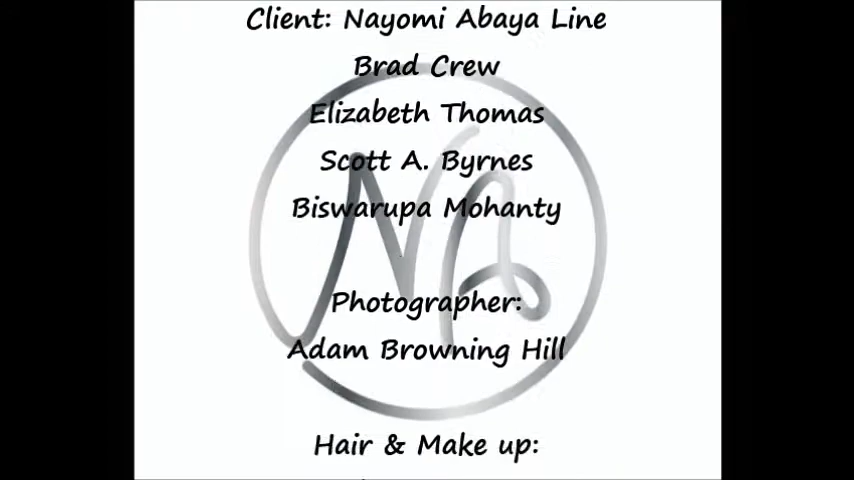 Client: Nayomi Abaya Line
Brad Crew
Elizabeth Thomas
Scott A. Byrnes
Biswarupa Mohanty
Photographer:
Adam Browning Hill
Hair & Make up:
NA